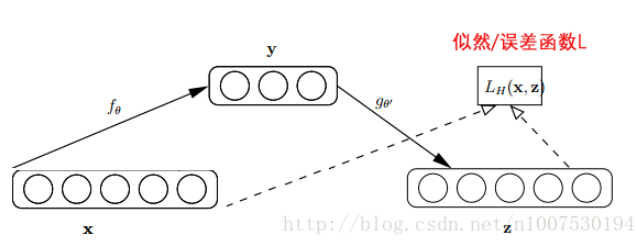 似然/误差函数L
y
L_H(x, z)
f_θ
g_θ'
x
z
http://blog.csdn.net/n1007530194